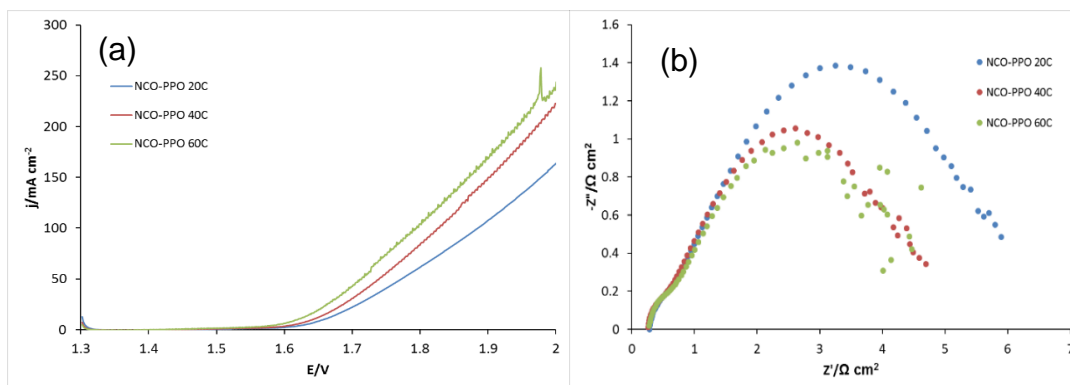 (a)
300
250
200
150
100
50
0
j/mA cm-2
NCO-PPO 20C
NCO-PPO 40C
NCO-PPO 60C
1.3 1.4 1.5 1.6 1.7 1.8 1.9 2
E/V
(b)
1.6
1.4
1.2
1
0.8
0.6
0.4
0.2
0
-Z"/Ω cm²
NCO-PPO 20C
NCO-PPO 40C
NCO-PPO 60C
0 1 2 3 4 5 6 7
Z'/Ω cm²